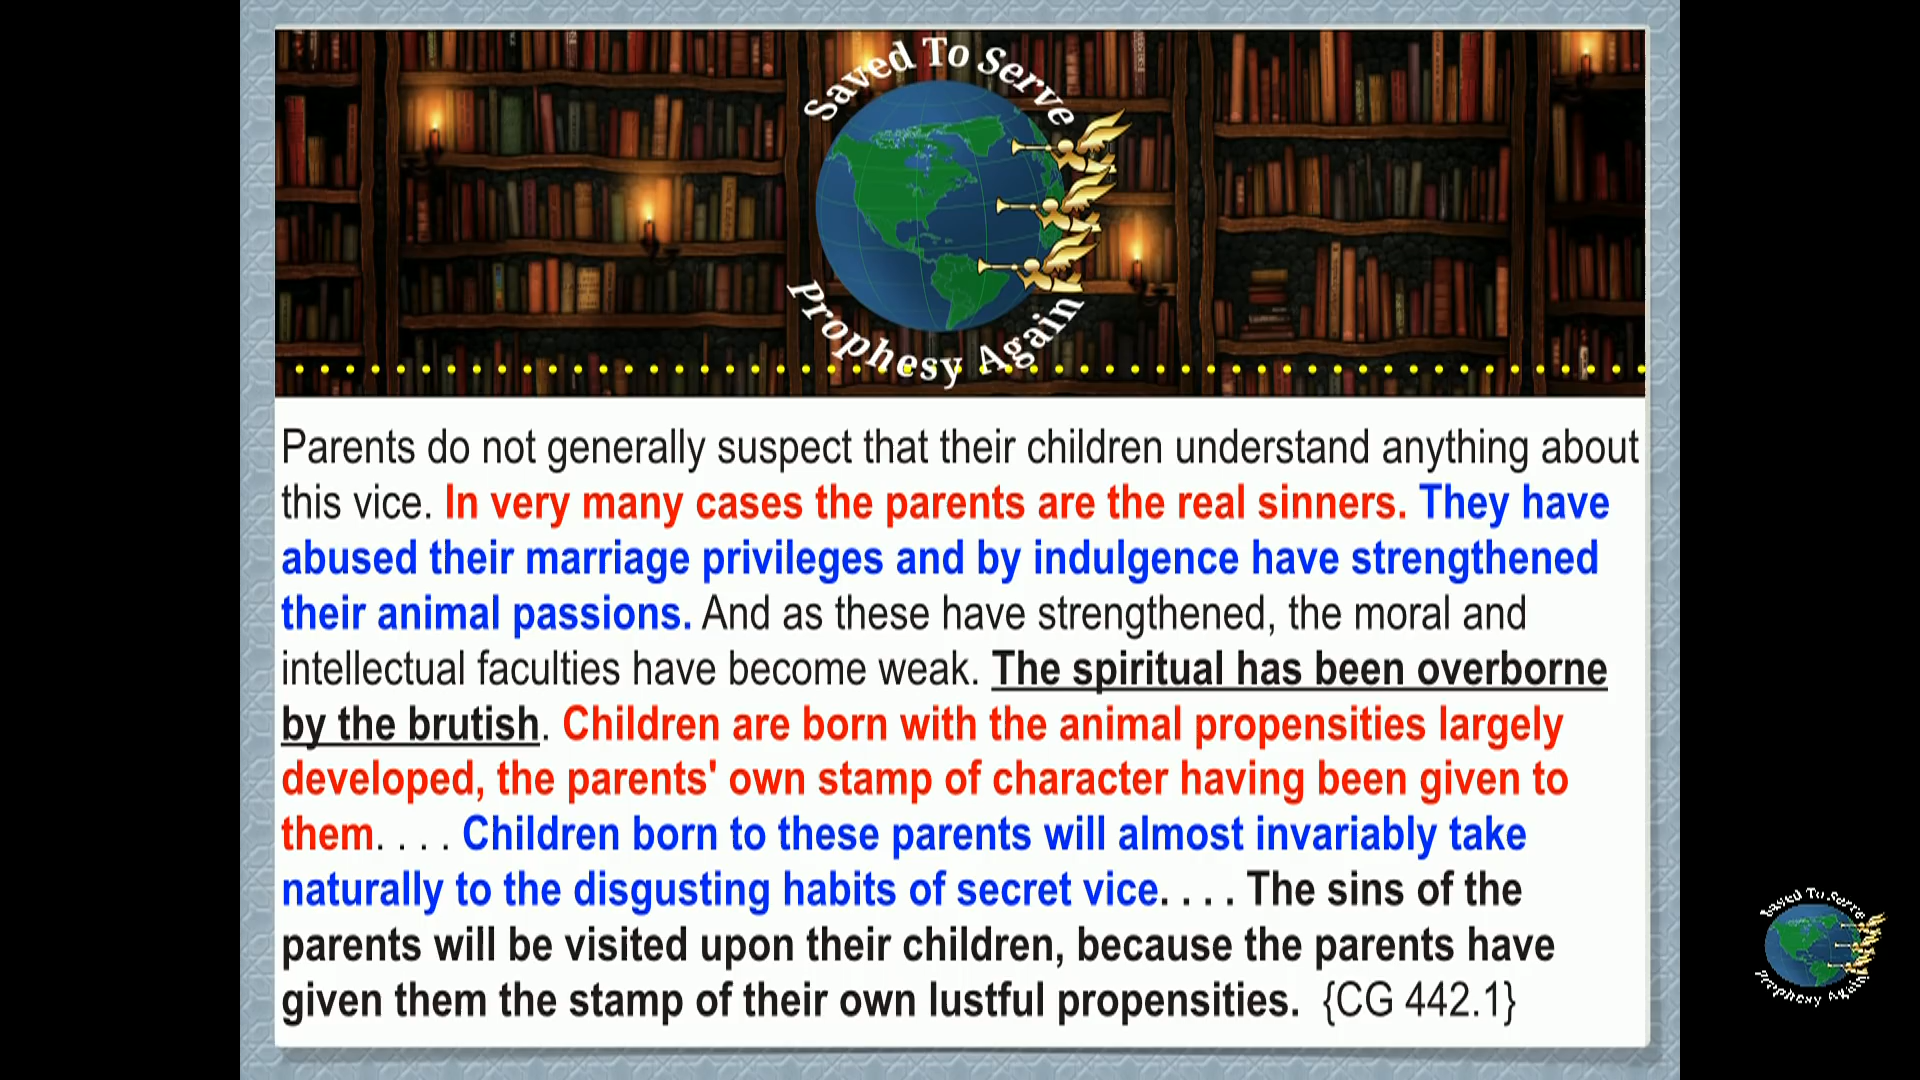 Saved To Serve
Prophesy Again
Parents do not generally suspect that their children understand anything about
this vice. In very many cases the parents are the real sinners. They have
abused their marriage privileges and by indulgence have strengthened
their animal passions. And as these have strengthened, the moral and
intellectual faculties have become weak. The spiritual has been overborne
by the brutish. Children are born with the animal propensities largely
developed, the parents' own stamp of character having been given to
them. . . . Children born to these parents will almost invariably take
naturally to the disgusting habits of secret vice. . . . The sins of the
parents will be visited upon their children, because the parents have
given them the stamp of their own lustful propensities. {CG 442.1}
Saved To Serve
Prophesy Again